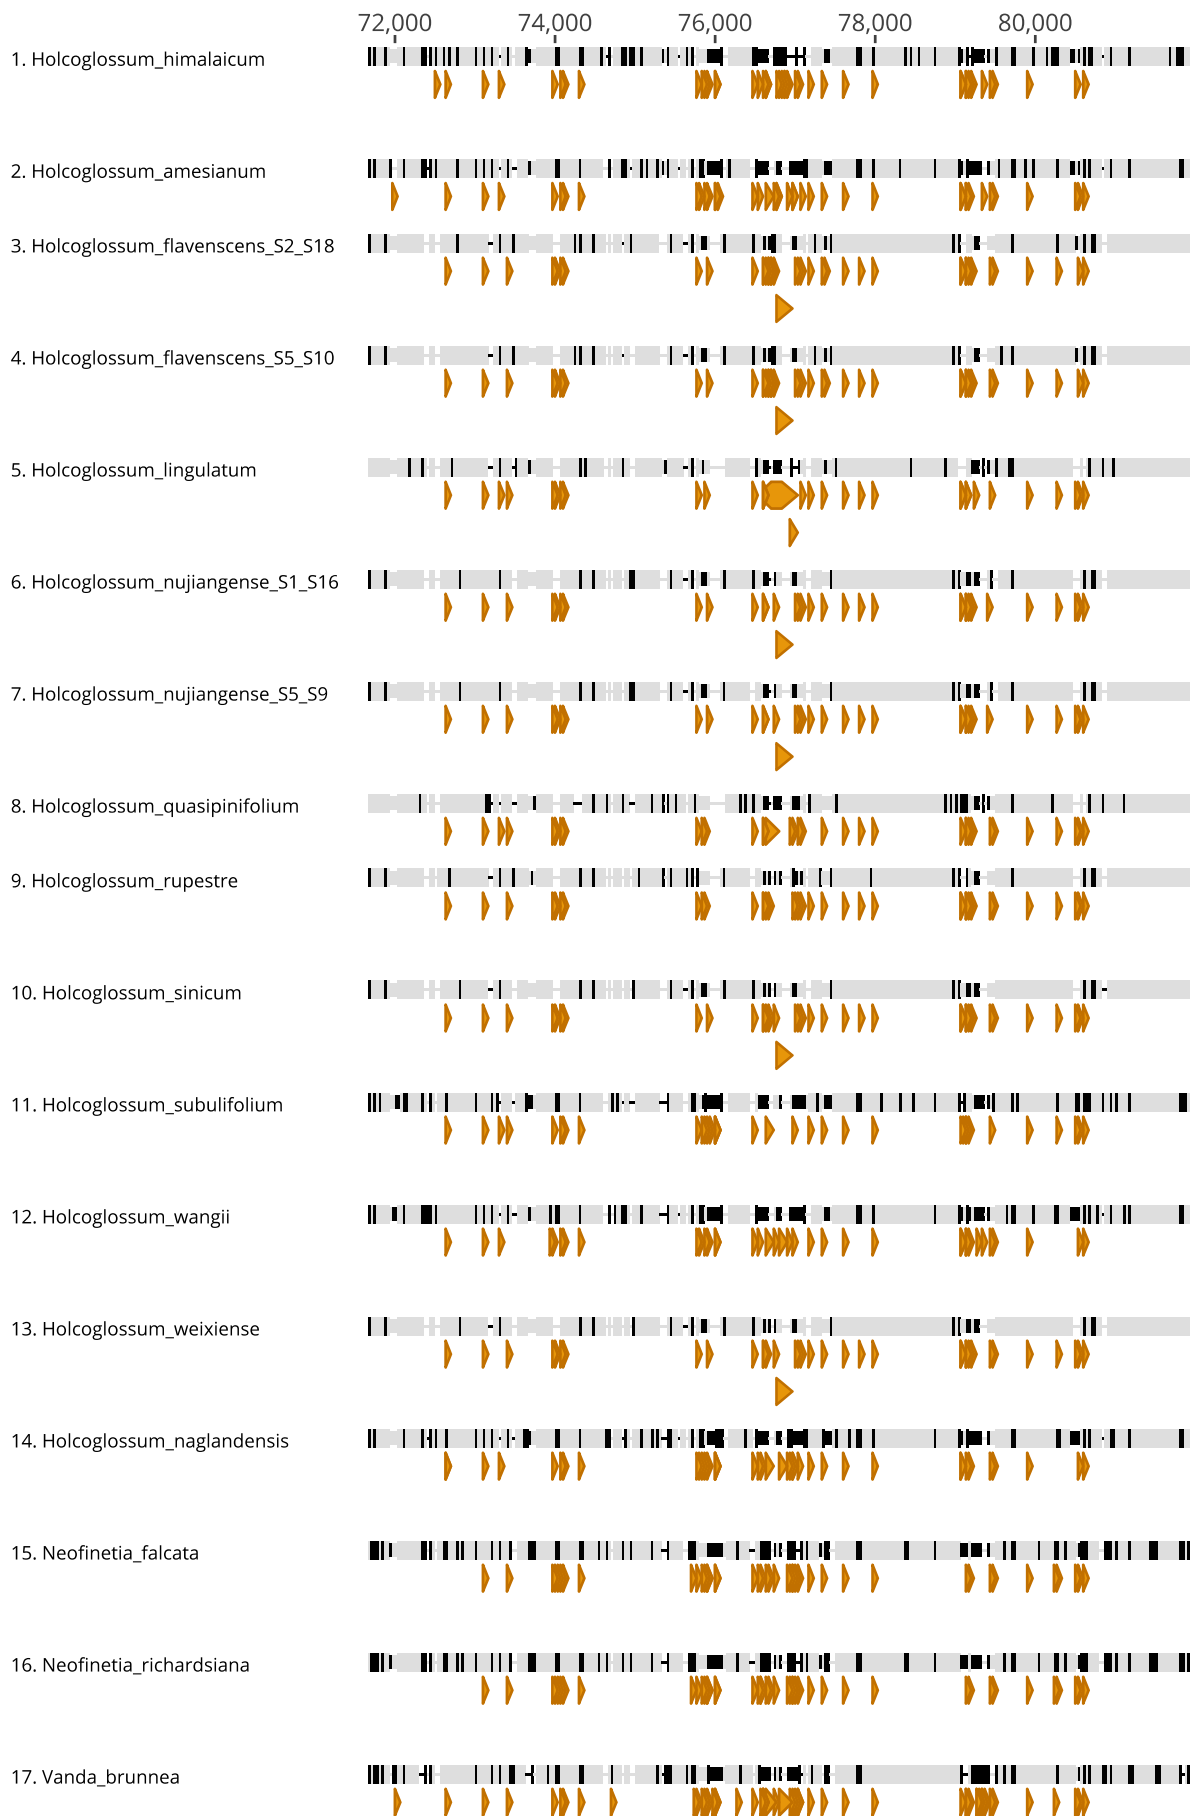 72,000 74,000 76,000 78,000 80,000
1. Holcoglossum_himalaicum
2. Holcoglossum_amesianum
3. Holcoglossum_flavenscens_S2_S18
4. Holcoglossum_flavenscens_S5_S10
5. Holcoglossum_lingulatum
6. Holcoglossum_nujiangense_S1_S16
7. Holcoglossum_nujiangense_S5_S9
8. Holcoglossum_quasipinifolium
9. Holcoglossum_rupestre
10. Holcoglossum_sinicum
11. Holcoglossum_subulifolium
12. Holcoglossum_wangii
13. Holcoglossum_weixiense
14. Holcoglossum_naglandensis
15. Neofinetia_falcata
16. Neofinetia_richardsiana
17. Vanda_brunnea